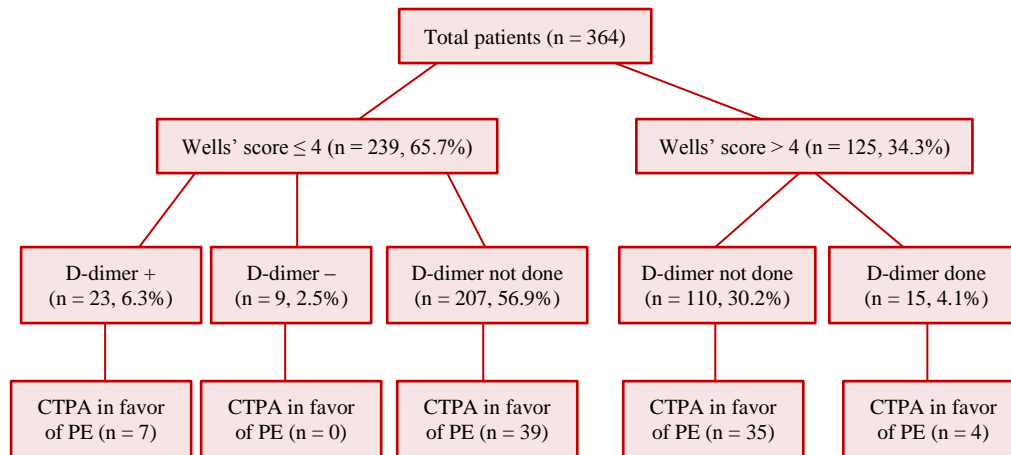 Total patients (n = 364)
Wells’ score ≤ 4 (n = 239, 65.7%)
Wells’ score > 4 (n = 125, 34.3%)
D-dimer +
(n = 23, 6.3%)
D-dimer –
(n = 9, 2.5%)
D-dimer not done
(n = 207, 56.9%)
D-dimer not done
(n = 110, 30.2%)
D-dimer done
(n = 15, 4.1%)
CTPA in favor
of PE (n = 7)
CTPA in favor
of PE (n = 0)
CTPA in favor
of PE (n = 39)
CTPA in favor
of PE (n = 35)
CTPA in favor
of PE (n = 4)